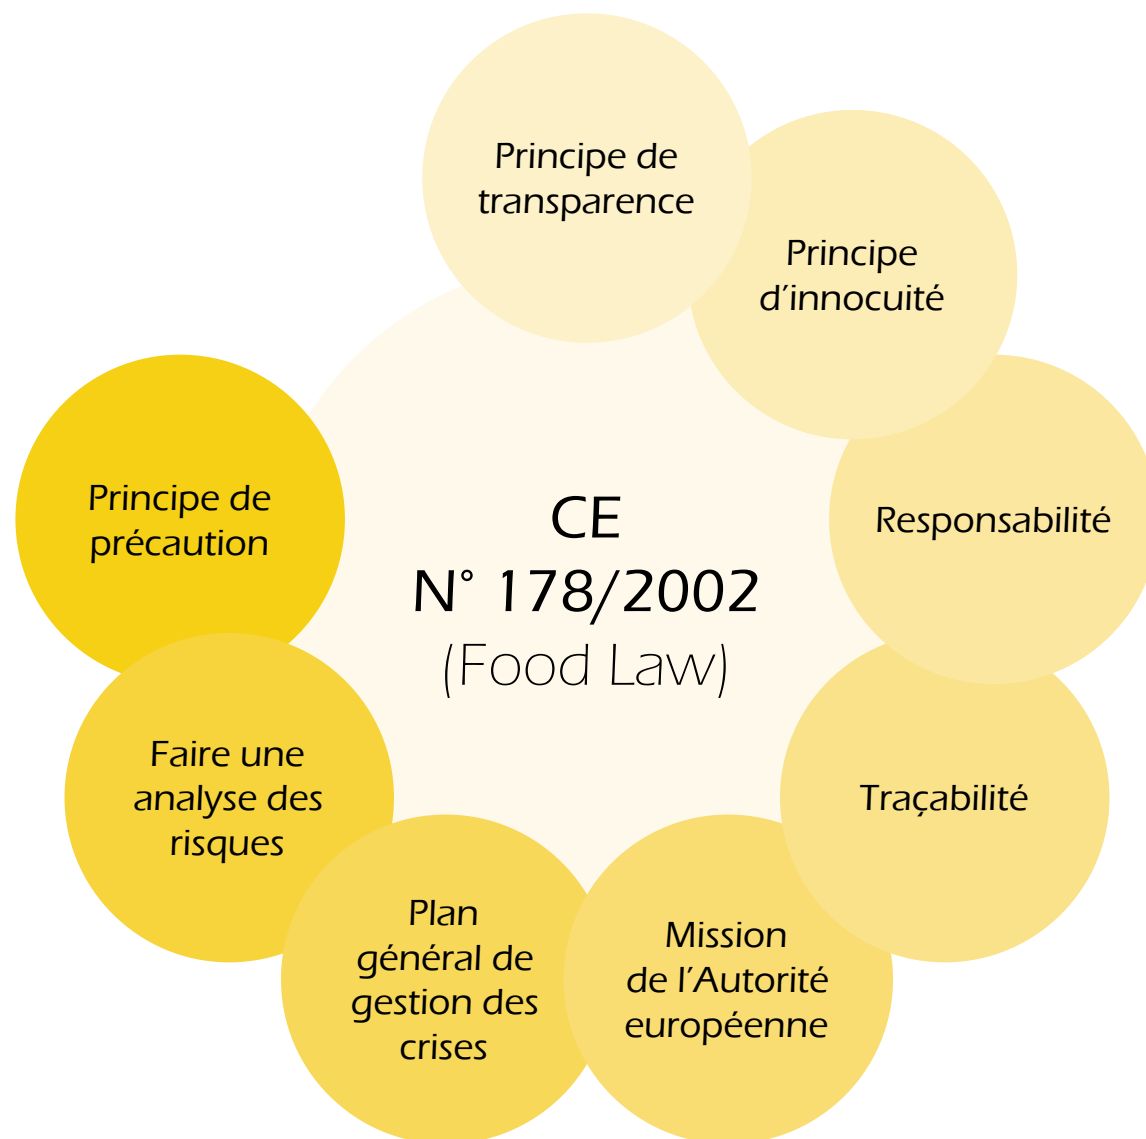 Principe de
transparence
Principe
d'innocuité
Responsabilité
Traçabilité
Mission
de l'Autorité
européenne
Plan
général de
gestion des
crises
Faire une
analyse des
risques
Principe de
précaution
CE
N° 178/2002
(Food Law)